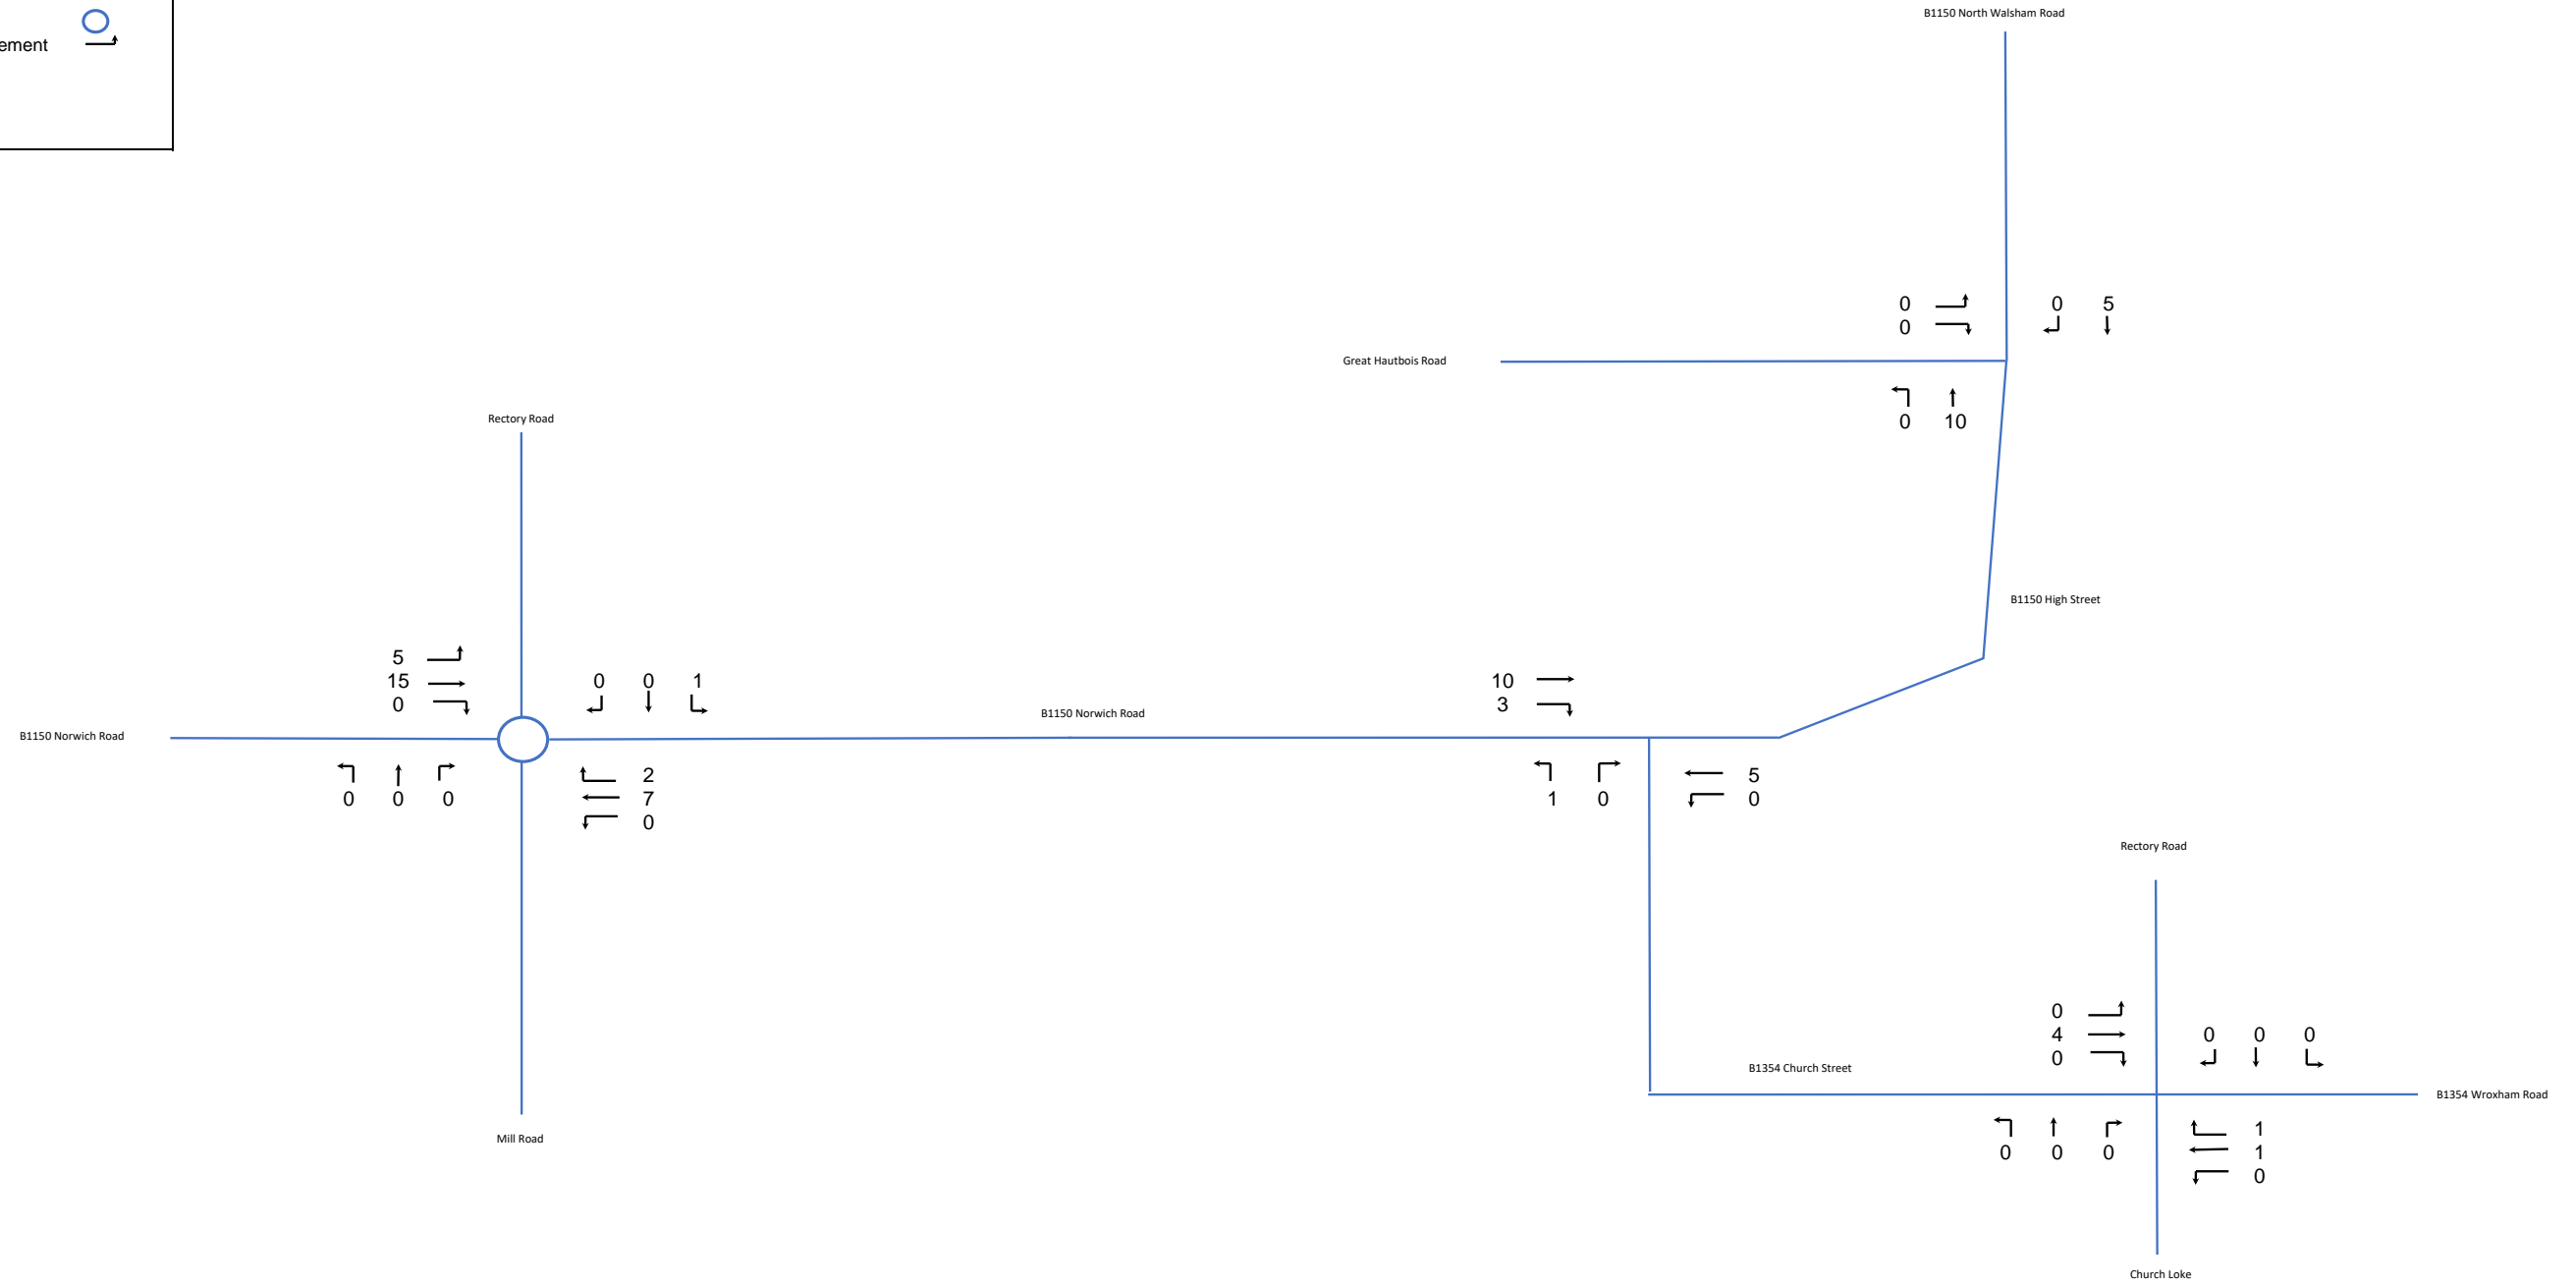 B1150 North Walsham Road
ement
0
0 5
0
Great Hautbois Road
0 10
Rectory Road
B1150 High Street
5
15
0
0 0 1
10
3
B1150 Norwich Road
B1150 Norwich Road
0 0 0
2
7
0
1 0
5
0
Rectory Road
0
4
0
0 0 0
B1354 Church Street
B1354 Wroxham Road
Mill Road
0 0 0
1
1
0
Church Loke